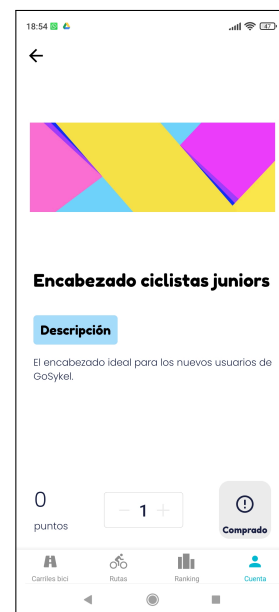 18:54
47
Encabezado ciclistas juniors
Descripción
El encabezado ideal para los nuevos usuarios de
GoSykel.
0
puntos
— 1 +
Comprado
Carriles bici
Rutas
Ranking
Cuenta